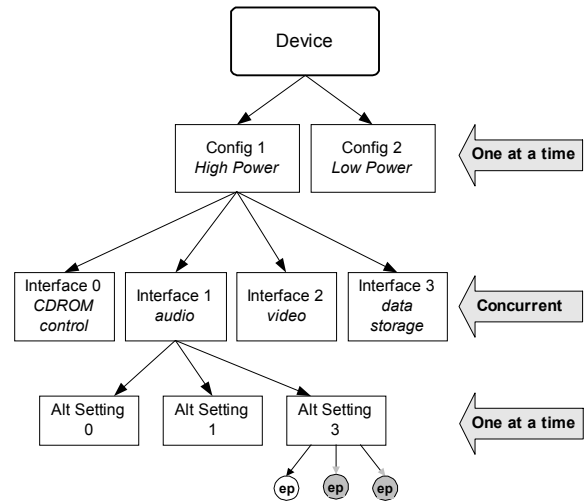 Device
Config 1
High Power
Config 2
Low Power
One at a time
Interface 0
CDROM
control
Interface 1
audio
Interface 2
video
Interface 3
data
storage
Concurrent
Alt Setting
0
Alt Setting
1
Alt Setting
3
One at a time
ep
ep
ep